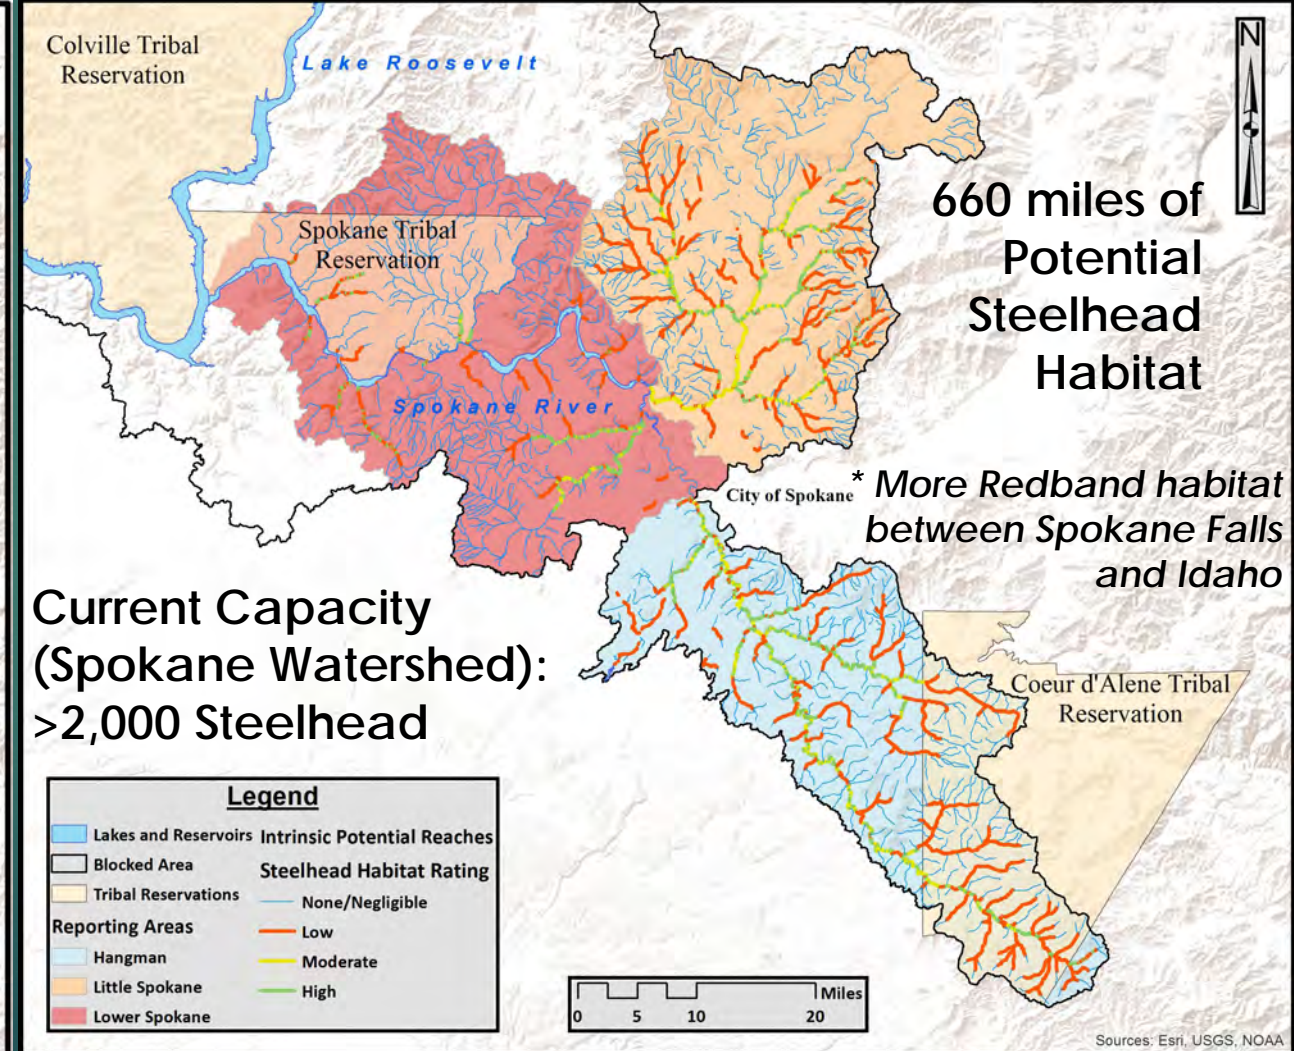 Colville Tribal
Reservation
Lake Roosevelt
N
Spokane Tribal
Reservation
660 miles of
Potential
Steelhead
Habitat
Spokane River
City of Spokane
* More Redband habitat
between Spokane Falls
and Idaho
Current Capacity
(Spokane Watershed):
>2,000 Steelhead
Coeur d'Alene Tribal
Reservation
Legend
Lakes and Reservoirs
Blocked Area
Tribal Reservations
Reporting Areas
Hangman
Little Spokane
Lower Spokane
Intrinsic Potential Reaches
Steelhead Habitat Rating
None/Negligible
Low
Moderate
High
Miles
0 5 10 20
Sources: Esri, USGS, NOAA